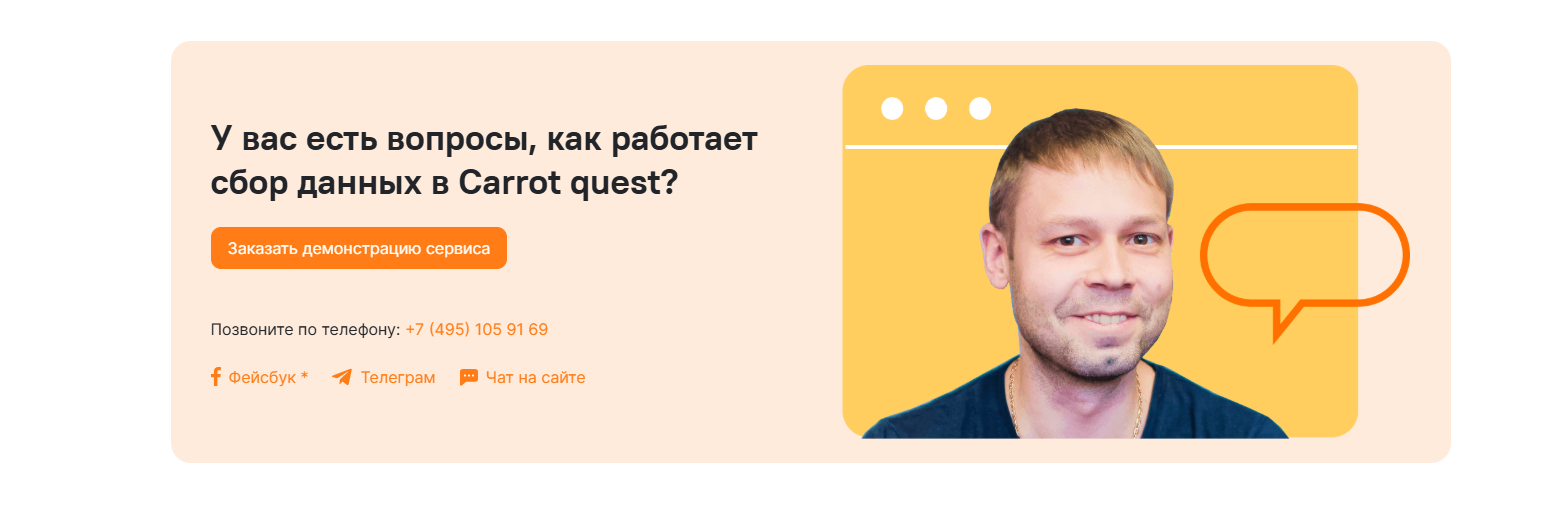 У вас есть вопросы, как работает
сбор данных в Carrot quest?
Заказать демонстрацию сервиса
Позвоните по телефону: +7 (495) 105 91 69
Фейсбук * Телеграм Чат на сайте